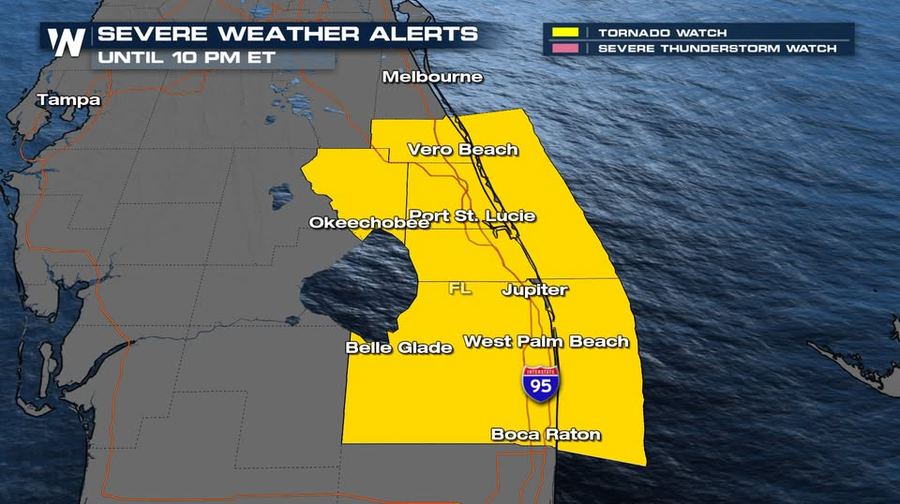 W
SEVERE WEATHER ALERTS
UNTIL 10 PM ET
TORNADO WATCH
SEVERE THUNDERSTORM WATCH
Melbourne
Tampa
Vero Beach
Port St. Lucie
Okeechobee
FL
Jupiter
West Palm Beach
Belle Glade
INTERSTATE
95
Boca Raton